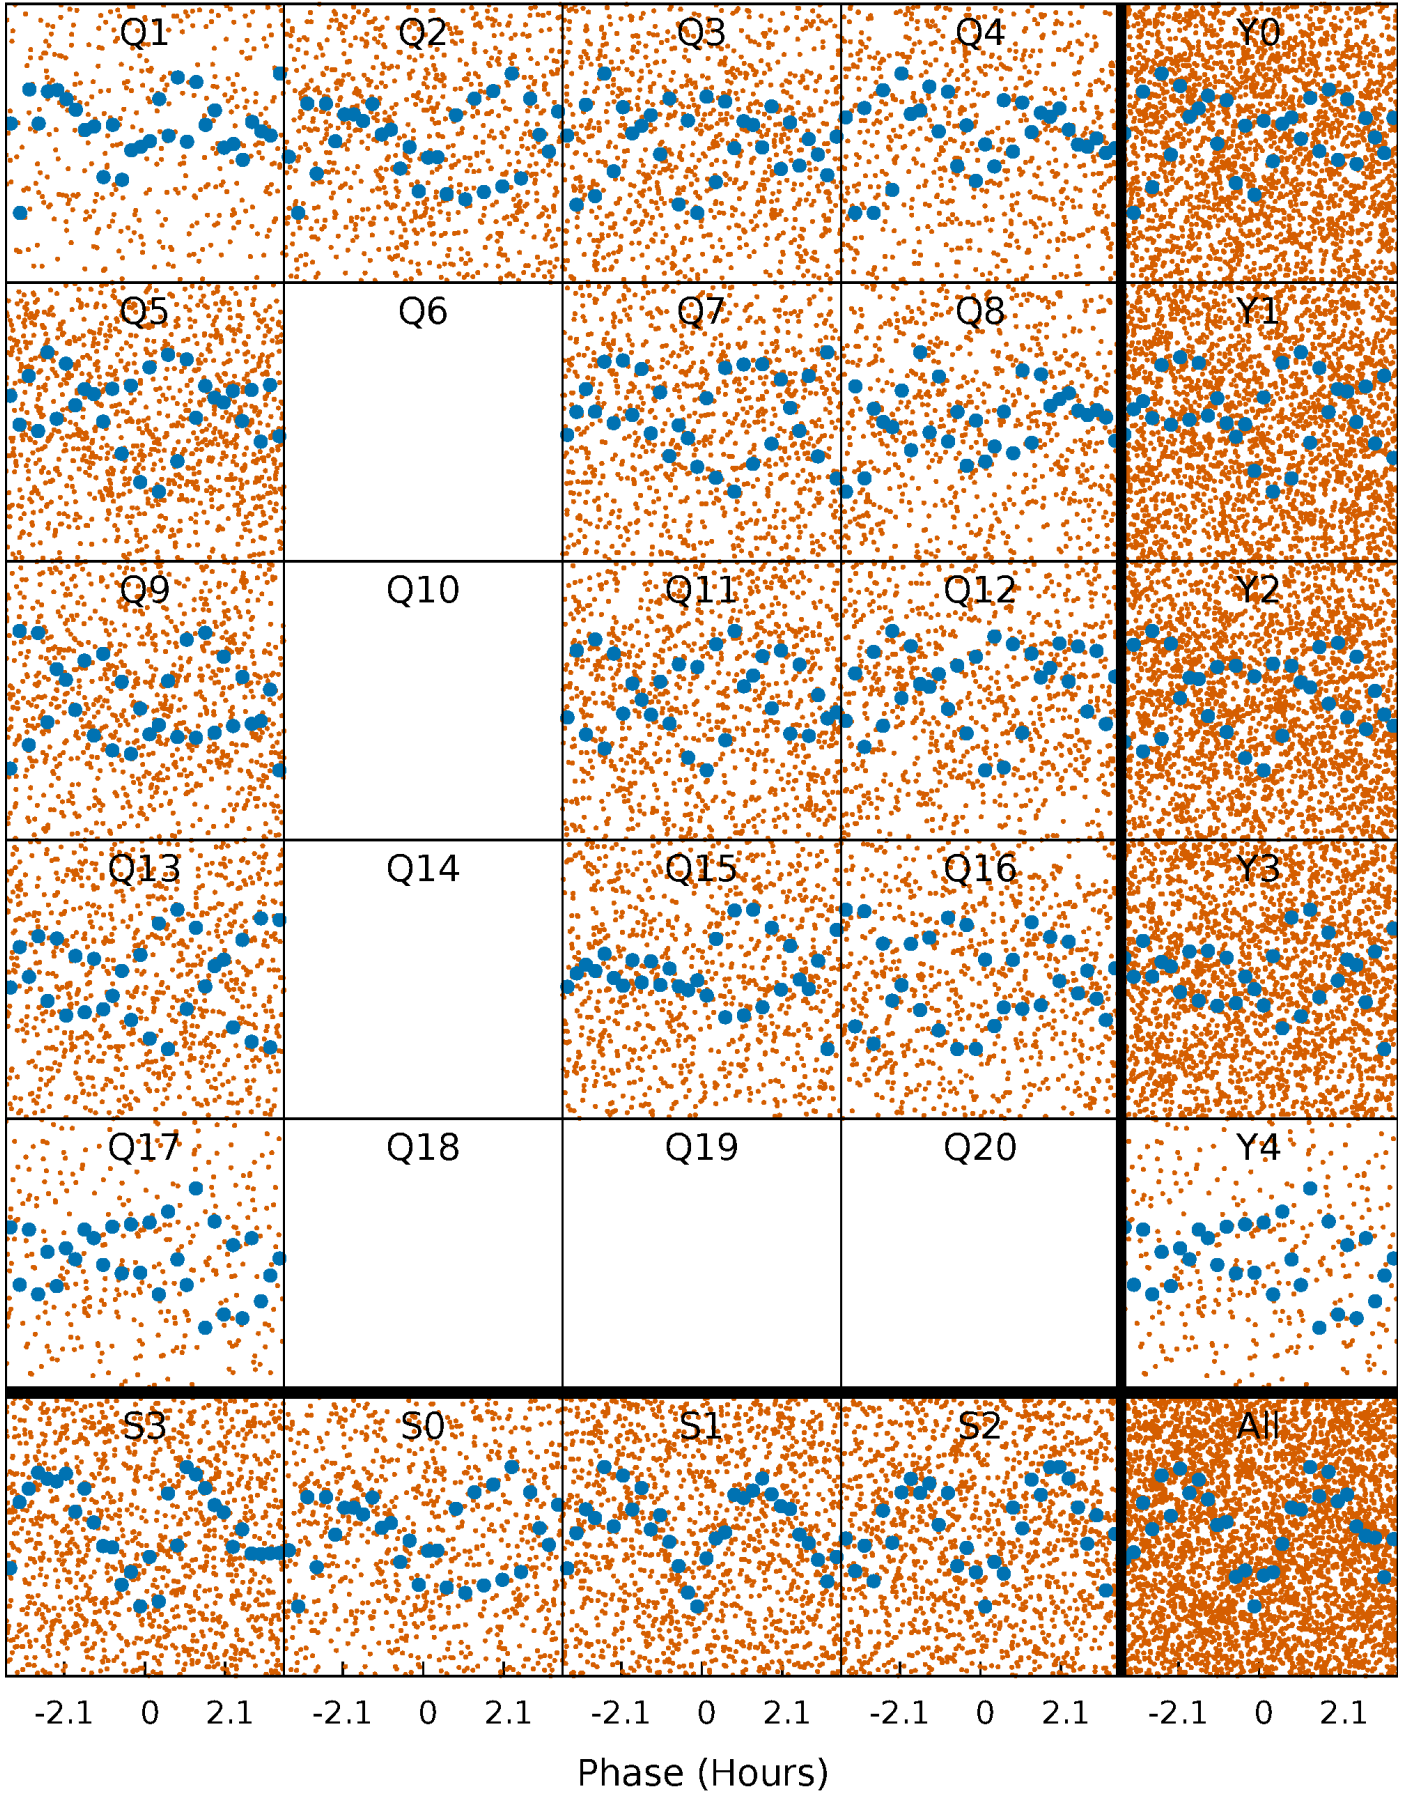 Q1 Q2 Q3 Q4 Y0
Q5 Q6 Q7 Q8 Y1
Q9 Q10 Q11 Q12 Y2
Q13 Q14 Q15 Q16 Y3
Q17 Q18 Q19 Q20 Y4
S3 S0 S1 S2 All
-2.1 0 2.1 -2.1 0 2.1 -2.1 0 2.1 -2.1 0 2.1 -2.1 0 2.1
Phase (Hours)